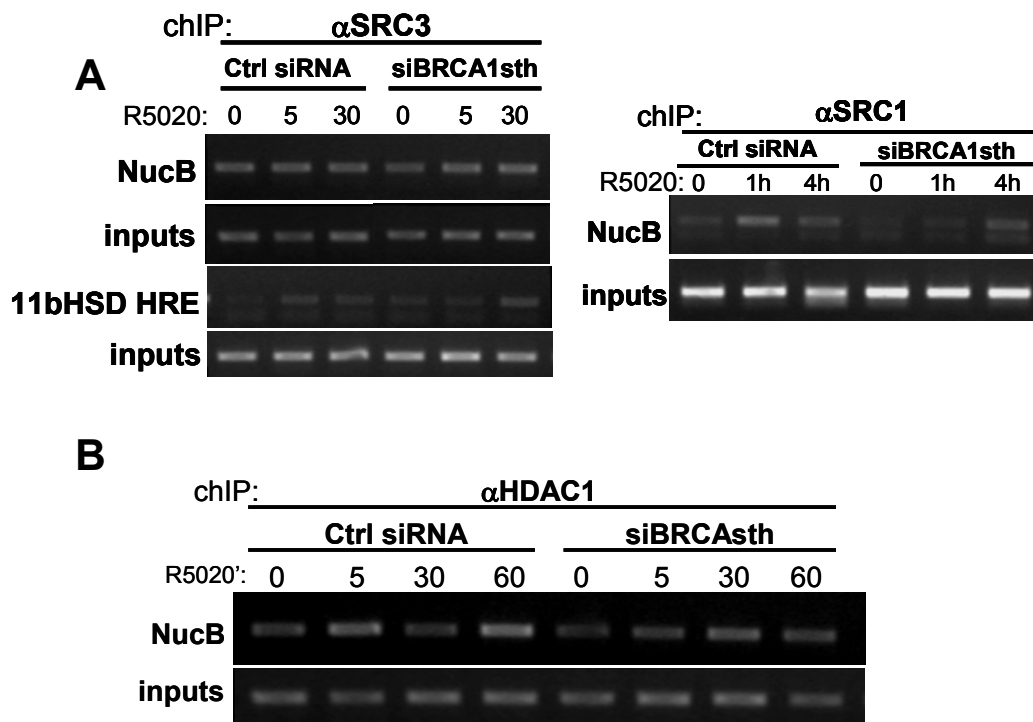 A
chIP: αSRC3
Ctrl siRNA siBRCA1sth
R5020: 0 5 30 0 5 30
NucB
inputs
11bHSD HRE
inputs
chIP: αSRC1
Ctrl siRNA siBRCA1sth
R5020: 0 1h 4h 0 1h 4h
NucB
inputs
B
chIP: αHDAC1
Ctrl siRNA siBRCAsth
R5020': 0 5 30 60 0 5 30 60
NucB
inputs